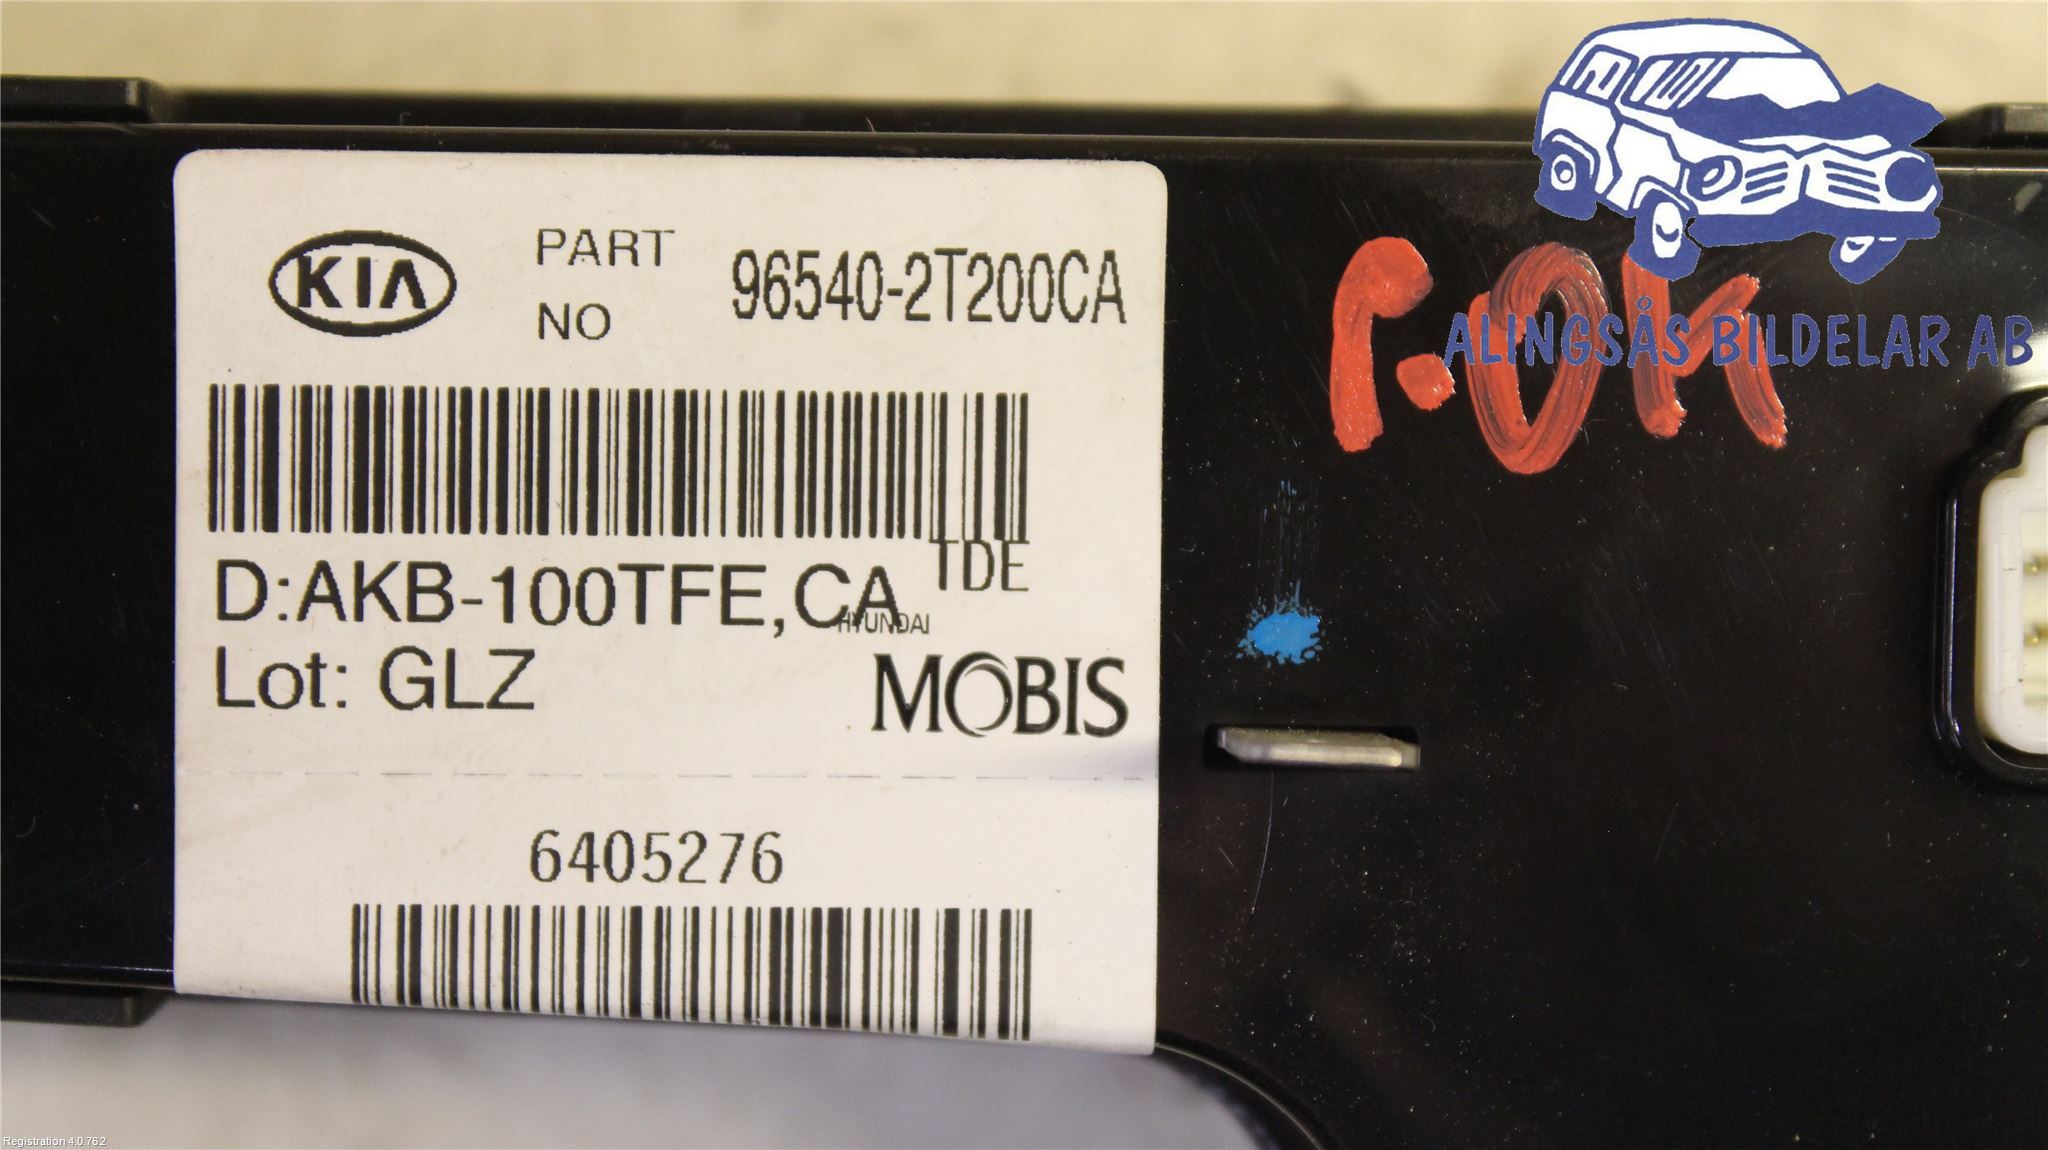 KIA
PART NO
96540-2T200CA
TDE
D:AKB-100TFE,CA
HYUNDAI
Lot: GLZ
MOBIS
6405276
ALINGSÅS BILDELAR AB
Registration 4.0.762